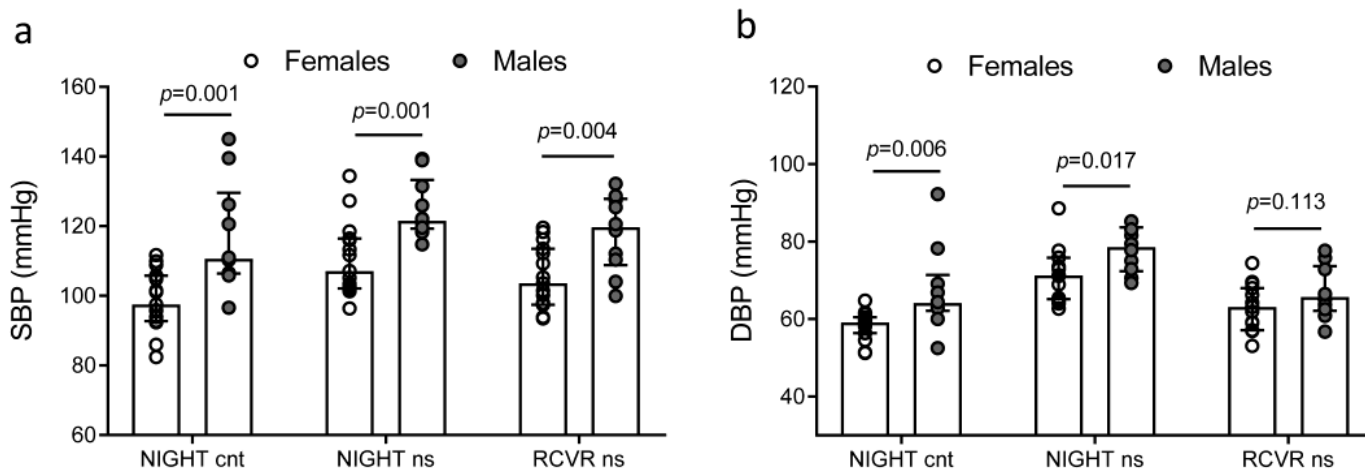 a
Females Males
SBP (mmHg)
160
140
120
100
80
60
p=0.001
p=0.001
p=0.004
NIGHT cnt NIGHT ns RCVR ns
b
Females Males
DBP (mmHg)
120
100
80
60
40
p=0.006
p=0.017
p=0.113
NIGHT cnt NIGHT ns RCVR ns